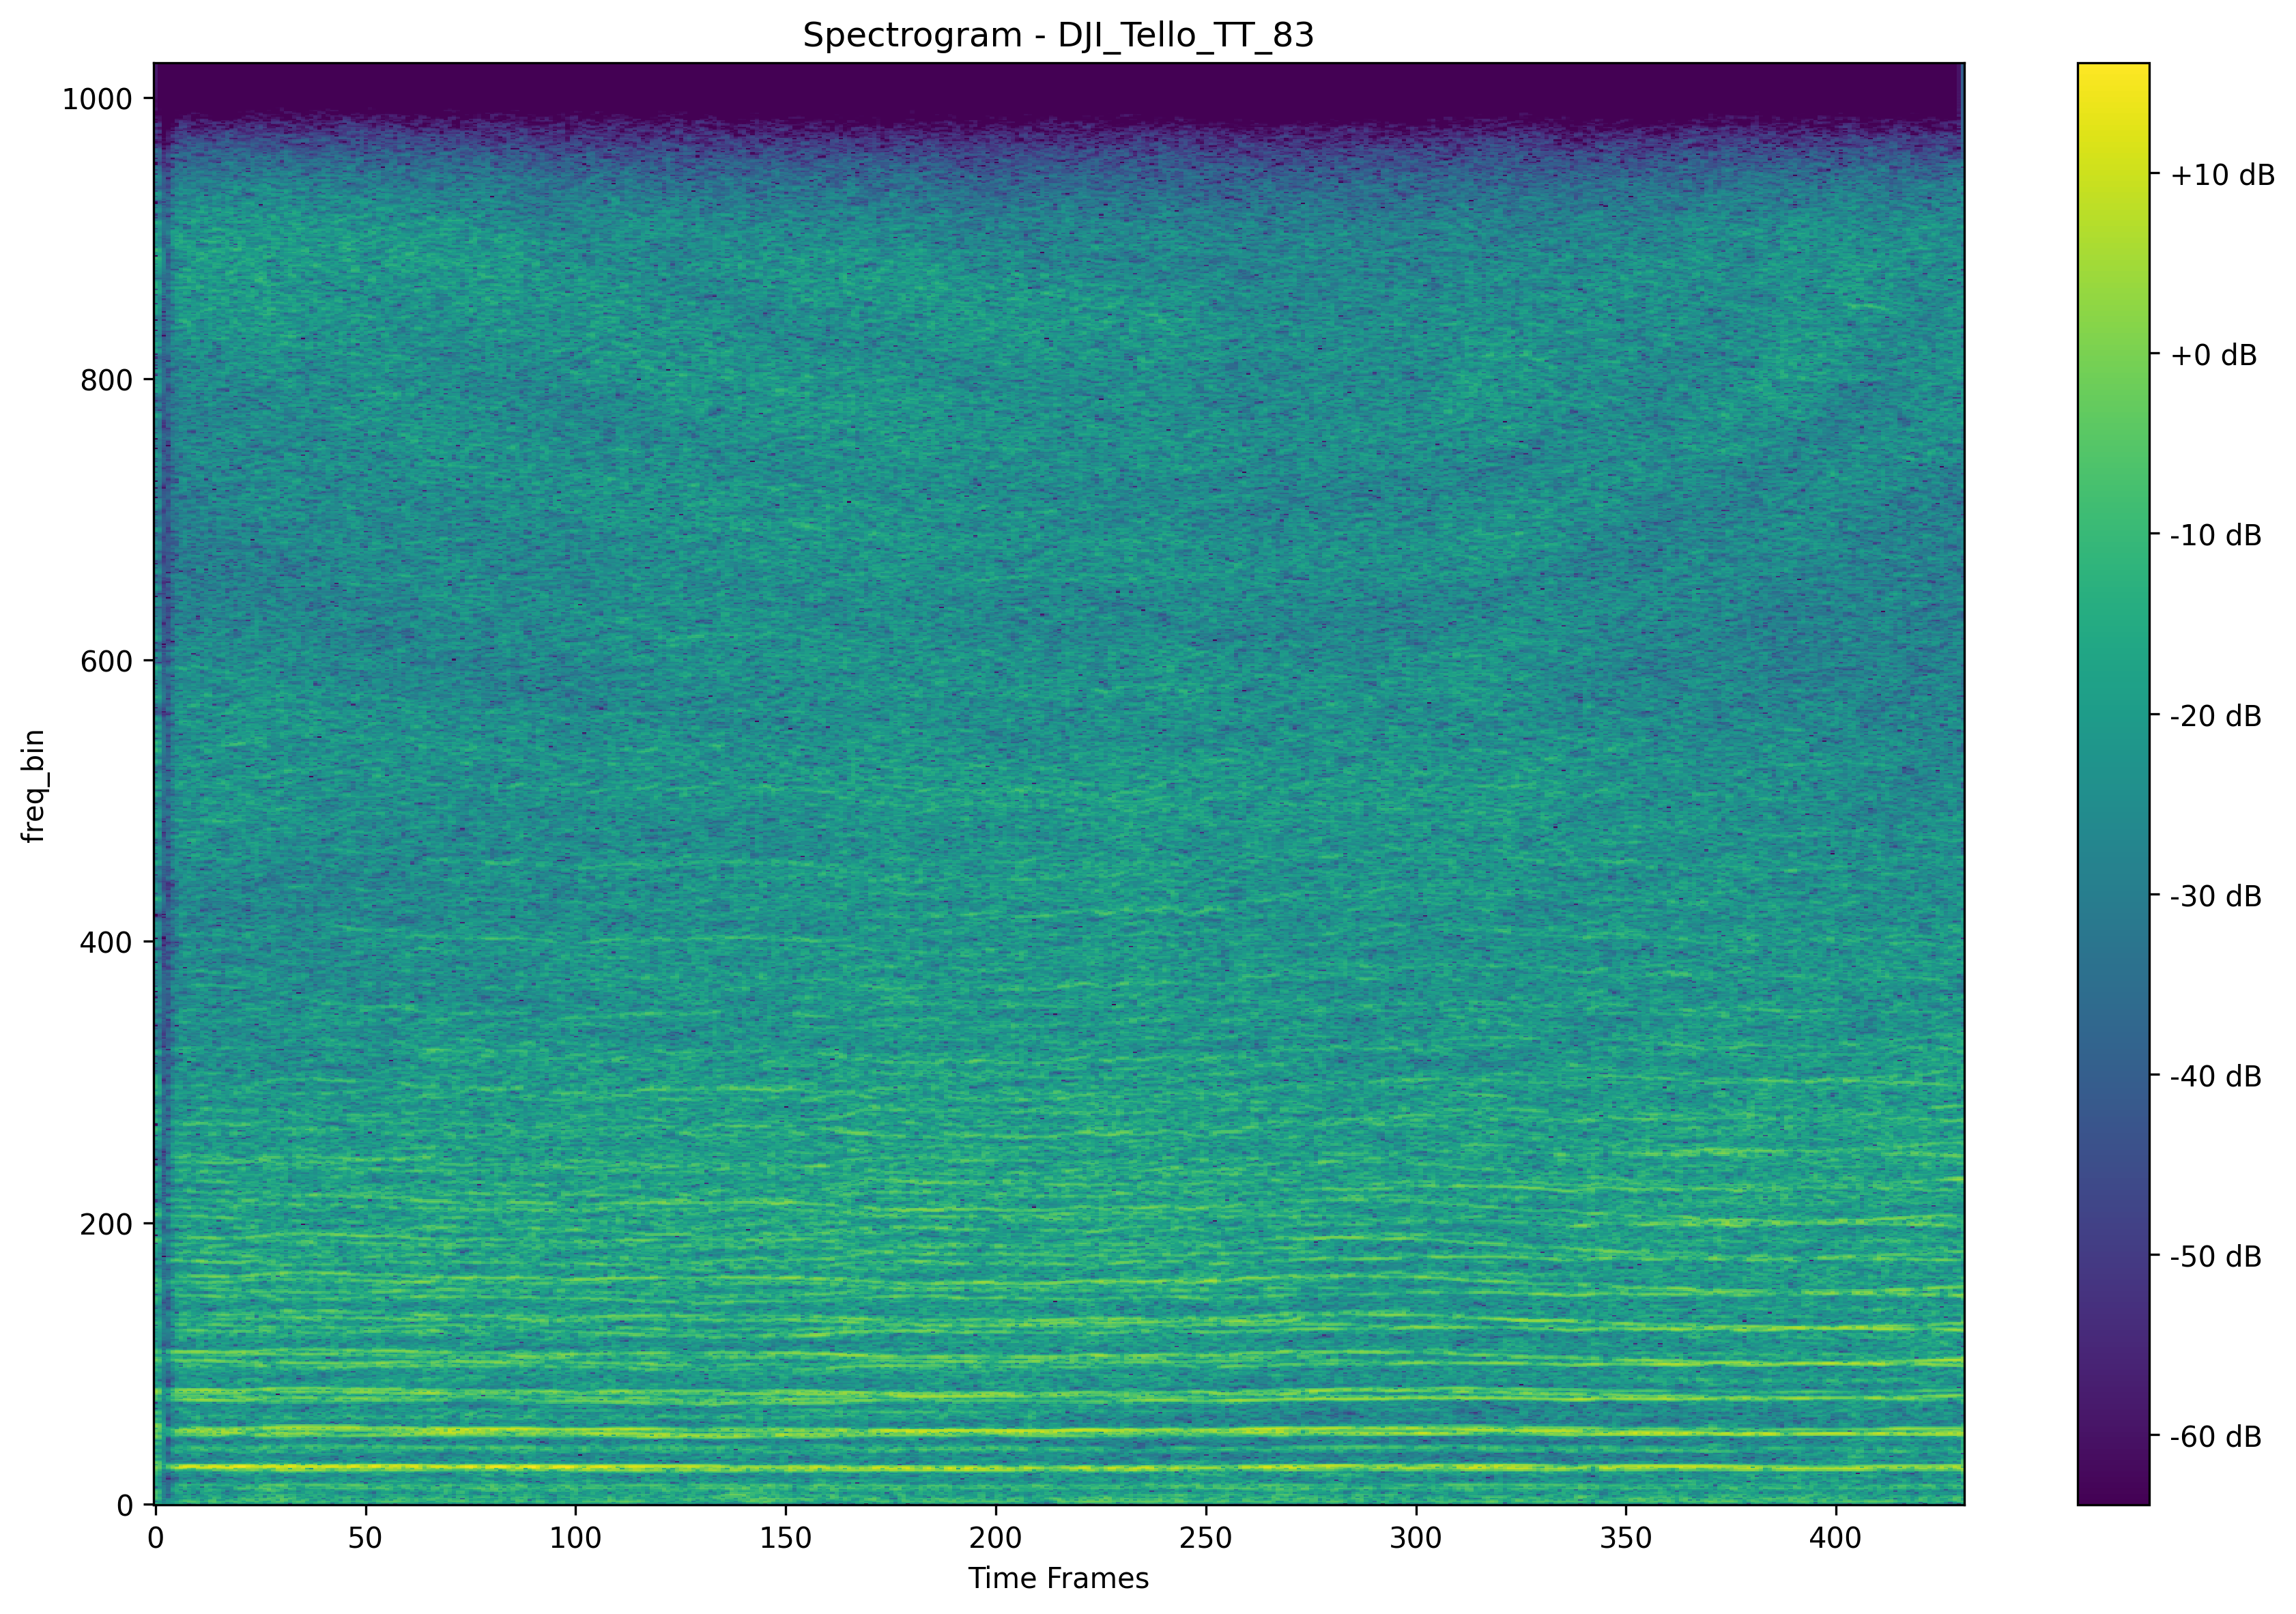 Spectrogram - DJI_Tello_TT_83
1000
800
600
400
200
0
freq_bin
0 50 100 150 200 250 300 350 400
Time Frames
+10 dB
+0 dB
-10 dB
-20 dB
-30 dB
-40 dB
-50 dB
-60 dB